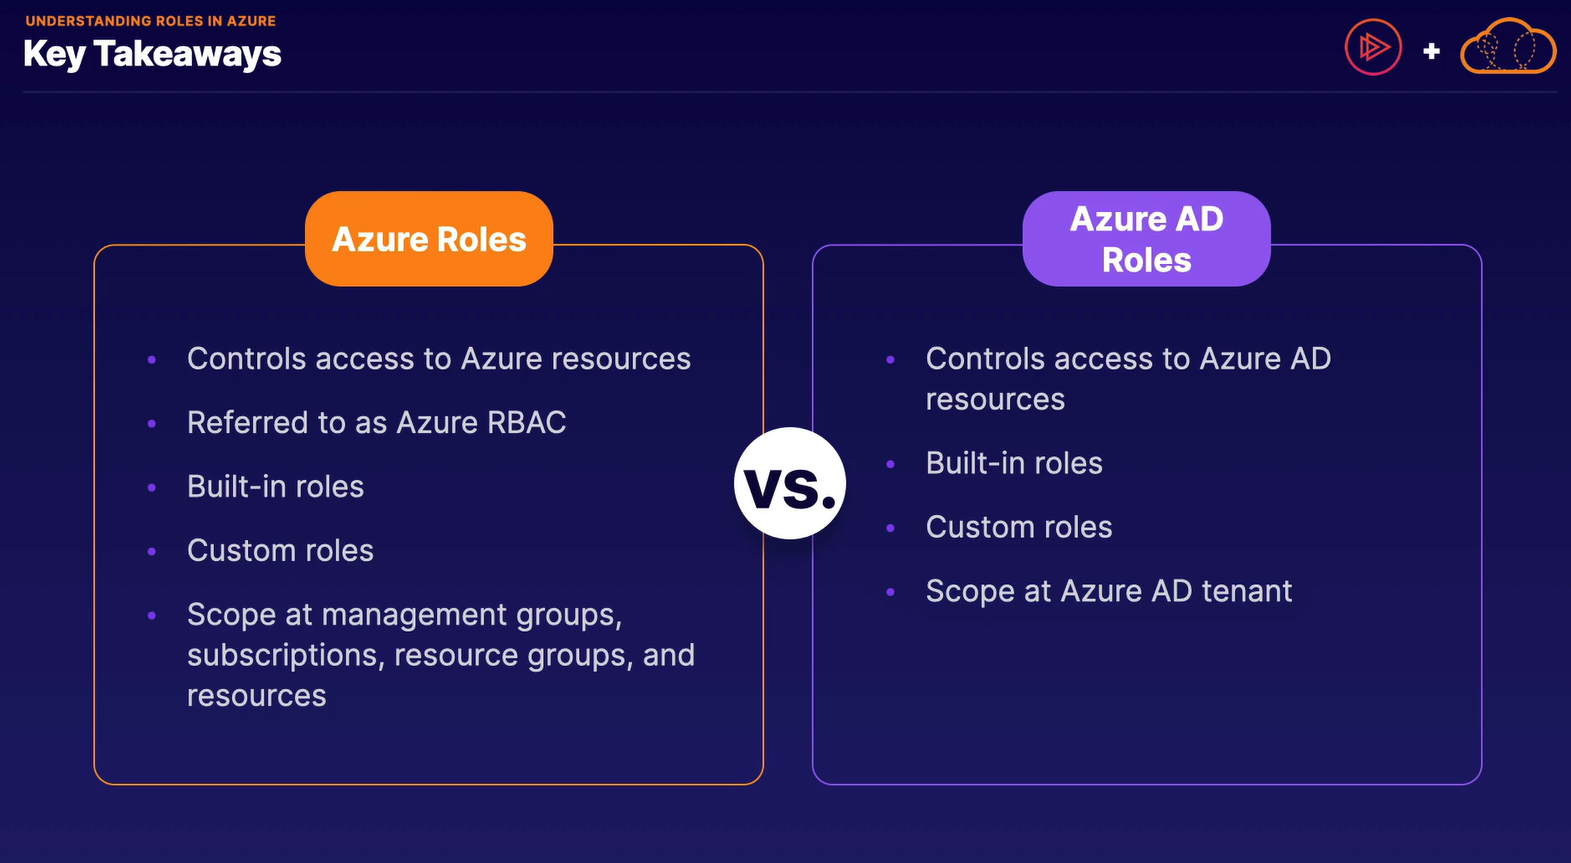 UNDERSTANDING ROLES IN AZURE
Key Takeaways
+
Azure Roles
• Controls access to Azure resources
• Referred to as Azure RBAC
• Built-in roles
• Custom roles
• Scope at management groups,
subscriptions, resource groups, and
resources
vs.
Azure AD
Roles
• Controls access to Azure AD
resources
• Built-in roles
• Custom roles
• Scope at Azure AD tenant